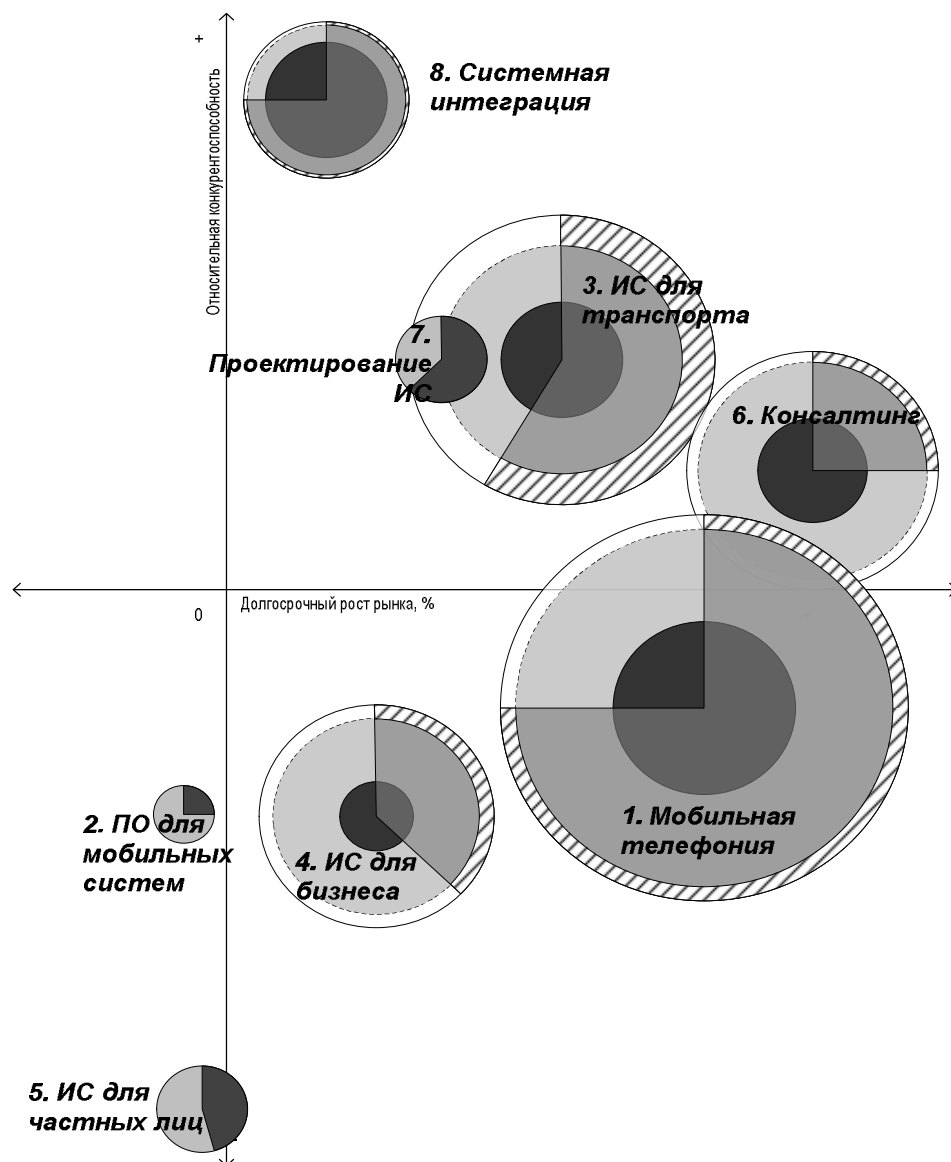 +
Относительная конкурентоспособность
8. Системная
интеграция
3. ИС для
транспорта
7.
Проектирование
ИС
6. Консалтинг
0
Долгосрочный рост рынка, %
+
2. ПО для
мобильных
систем
4. ИС для
бизнеса
1. Мобильная
телефония
5. ИС для
частных лиц
-